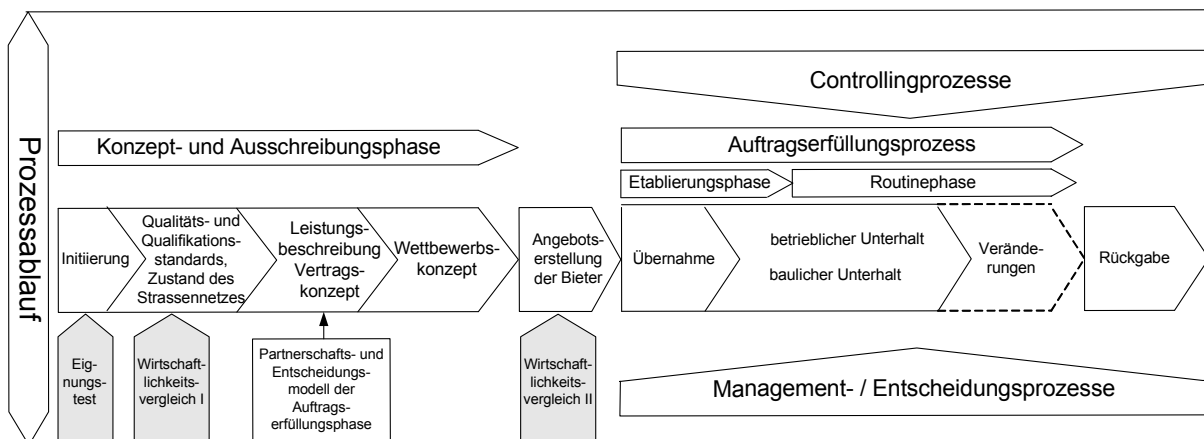 Prozessablauf
Controllingprozesse
Konzept- und Ausschreibungsphase
Auftragserfüllungsprozess
Etablierungsphase
Routinephase
Initiierung
Qualitäts- und
Qualifikations-
standards,
Zustand des
Strassennetzes
Leistungs-
beschreibung
Vertrags-
konzept
Wettbewerbs-
konzept
Angebots-
erstellung
der Bieter
Übernahme
betrieblicher Unterhalt
baulicher Unterhalt
Verände-
rungen
Rückgabe
Eig-
nungs-
test
Wirtschaft-
lichkeits-
vergleich I
Partnerschafts- und
Entscheidungs-
modell der
Auftrags-
erfüllungsphase
Wirtschaft-
lichkeits-
vergleich II
Management- / Entscheidungsprozesse